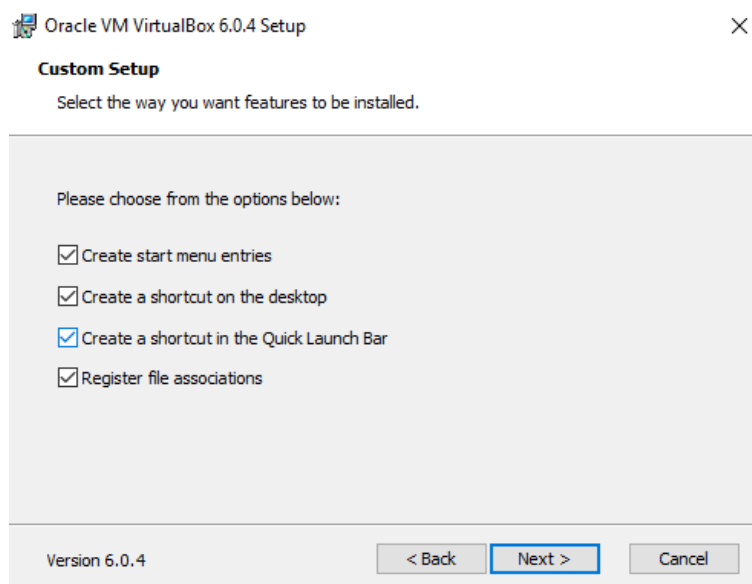 Oracle VM VirtualBox 6.0.4 Setup
Custom Setup
Select the way you want features to be installed.
Please choose from the options below:
Create start menu entries
Create a shortcut on the desktop
Create a shortcut in the Quick Launch Bar
Register file associations
Version 6.0.4
< Back
Next >
Cancel